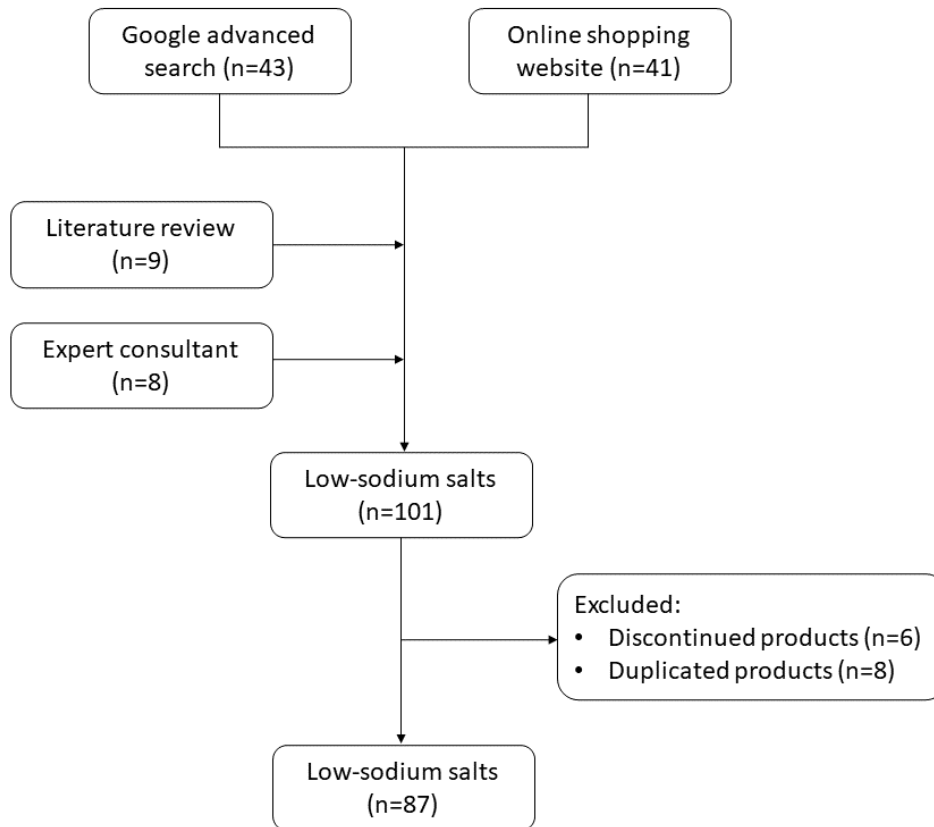 Google advanced
search (n=43)
Online shopping
website (n=41)
Literature review
(n=9)
Expert consultant
(n=8)
Low-sodium salts
(n=101)
Excluded:
• Discontinued products (n=6)
• Duplicated products (n=8)
Low-sodium salts
(n=87)